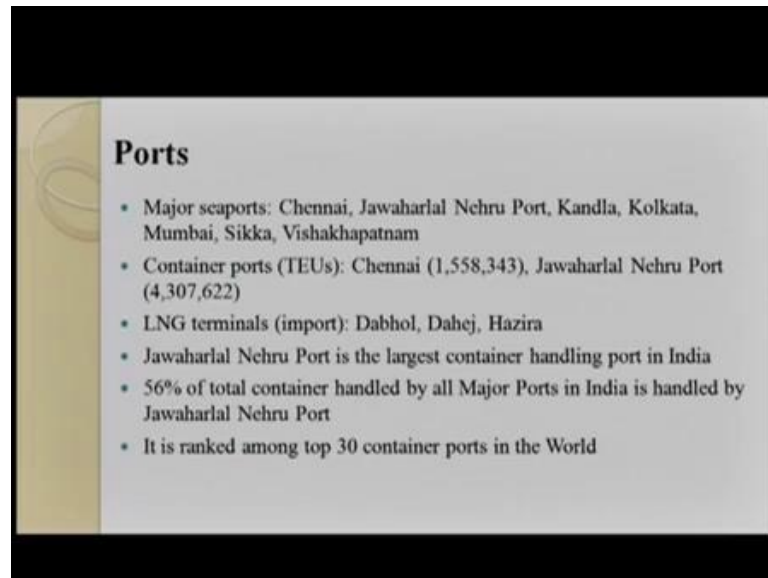 Ports
• Major seaports: Chennai, Jawaharlal Nehru Port, Kandla, Kolkata,
Mumbai, Sikka, Vishakhapatnam
• Container ports (TEUs): Chennai (1,558,343), Jawaharlal Nehru Port
(4,307,622)
• LNG terminals (import): Dabhol, Dahej, Hazira
• Jawaharlal Nehru Port is the largest container handling port in India
• 56% of total container handled by all Major Ports in India is handled by
Jawaharlal Nehru Port
• It is ranked among top 30 container ports in the World